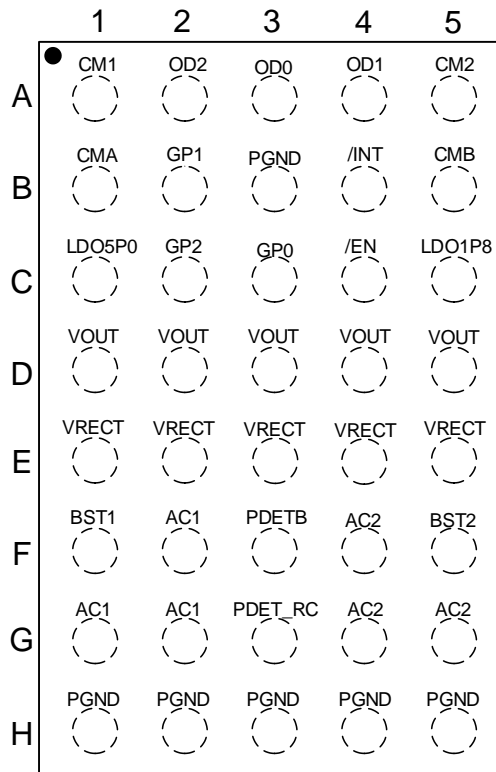 1 2 3 4 5
CM1 OD2 OD0 OD1 CM2
A
CMA GP1 PGND /INT CMB
B
LDO5P0 GP2 GP0 /EN LDO1P8
C
VOUT VOUT VOUT VOUT VOUT
D
VRECT VRECT VRECT VRECT VRECT
E
BST1 AC1 PDETB AC2 BST2
F
AC1 AC1 PDET_RC AC2 AC2
G
PGND PGND PGND PGND PGND
H